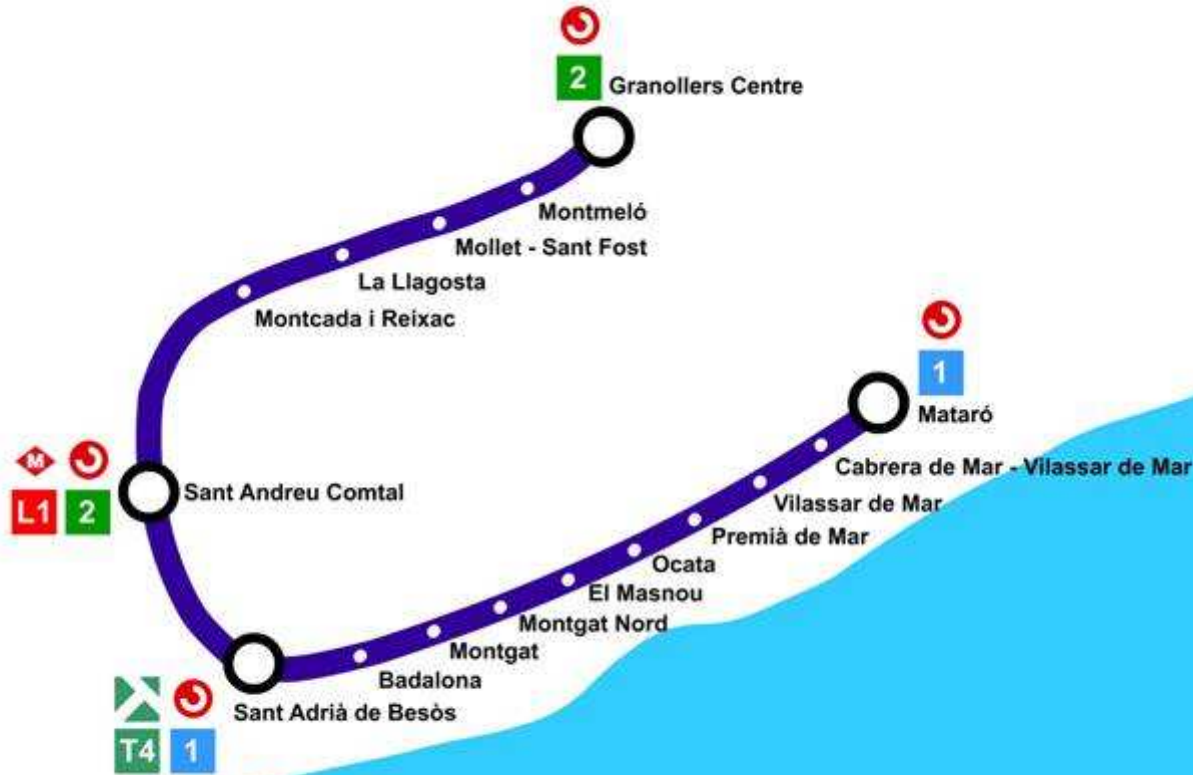 2
Granollers Centre
Montmeló
Mollet - Sant Fost
La Llagosta
Montcada i Reixac
1
Mataró
Cabrera de Mar - Vilassar de Mar
M
L1 2
Sant Andreu Comtal
Vilassar de Mar
Premià de Mar
Ocata
El Masnou
Montgat Nord
Montgat
Badalona
Sant Adrià de Besòs
T4 1